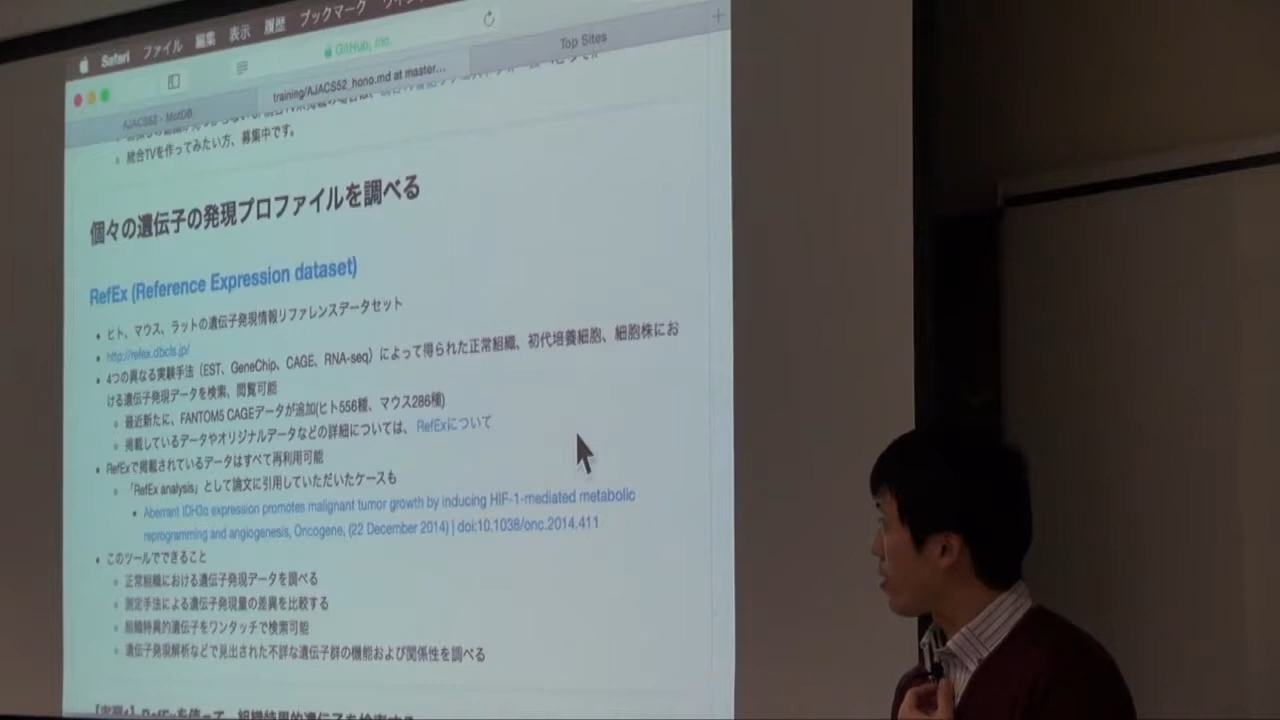 Safari ファイル 編集 表示 履歴 ブックマーク
GitHub, Inc.
AJACS52 - MotDB
training/AJACS52_hono.md at master...
Top Sites
統合TVを作ってみたい方、募集中です。
個々の遺伝子の発現プロファイルを調べる
RefEx (Reference Expression dataset)
ヒト、マウス、ラットの遺伝子発現情報リファレンスデータセット
http://refex.dbcls.jp/
4つの異なる実験手法（EST、GeneChip、CAGE、RNA-seq）によって得られた正常組織、初代培養細胞、細胞株にお
ける遺伝子発現データを検索、閲覧可能
最近新たに、FANTOM5 CAGEデータが追加(ヒト556種、マウス286種)
掲載しているデータやオリジナルデータなどの詳細については、RefExについて
RefExで掲載されているデータはすべて再利用可能
「RefEx analysis」として論文に引用していただいたケースも
Aberrant IDH3α expression promotes malignant tumor growth by inducing HIF-1-mediated metabolic
reprogramming and angiogenesis, Oncogene, (22 December 2014) | doi:10.1038/onc.2014.411
このツールでできること
正常組織における遺伝子発現データを調べる
測定手法による遺伝子発現量の差異を比較する
組織特異的遺伝子をワンタッチで検索可能
遺伝子発現解析などで見出された不詳な遺伝子群の機能および関係性を調べる